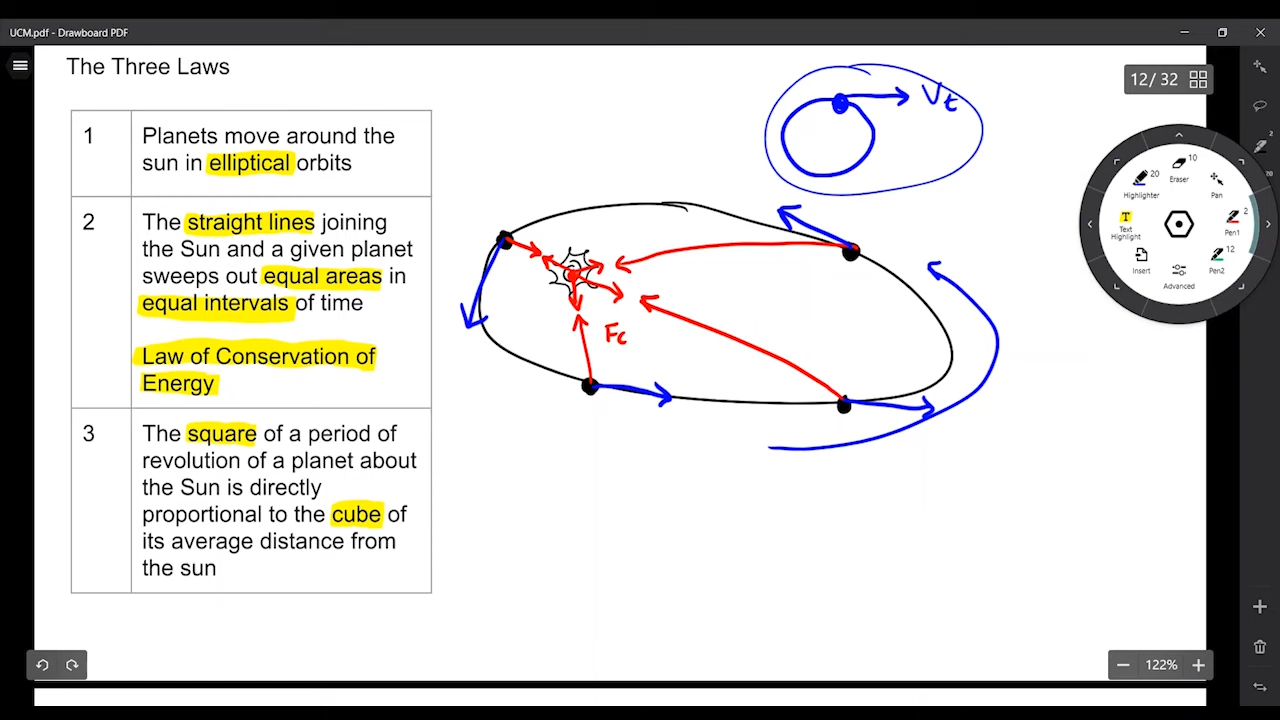 UCM.pdf - Drawboard PDF
The Three Laws
12/ 32
1
Planets move around the
sun in elliptical orbits
2
The straight lines joining
the Sun and a given planet
sweeps out equal areas in
equal intervals of time
Law of Conservation of
Energy
3
The square of a period of
revolution of a planet about
the Sun is directly
proportional to the cube of
its average distance from
the sun
Vt
Fc
10
Eraser
20
Highlighter
Pan
T
Text
Highlight
2
Pen1
12
Pen2
Insert
Advanced
122%